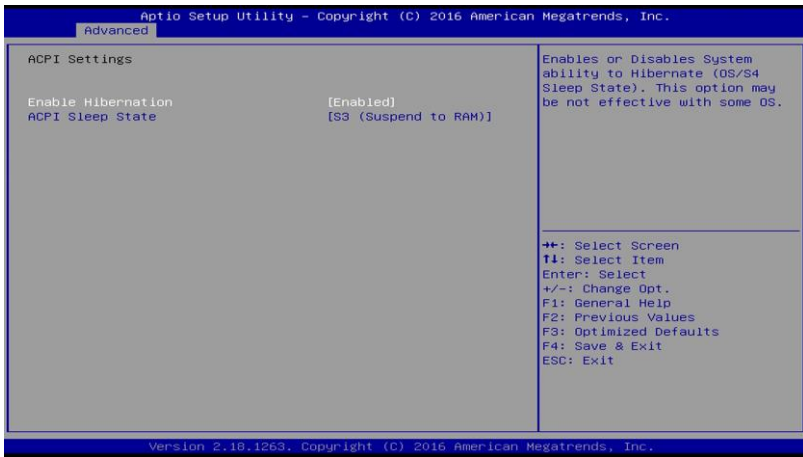 Aptio Setup Utility – Copyright (C) 2016 American Megatrends, Inc.
Advanced
ACPI Settings
Enable Hibernation [Enabled]
ACPI Sleep State [S3 (Suspend to RAM)]
Enables or Disables System
ability to Hibernate (OS/S4
Sleep State). This option may
be not effective with some OS.
→←: Select Screen
↑↓: Select Item
Enter: Select
+/-: Change Opt.
F1: General Help
F2: Previous Values
F3: Optimized Defaults
F4: Save & Exit
ESC: Exit
Version 2.18.1263. Copyright (C) 2016 American Megatrends, Inc.